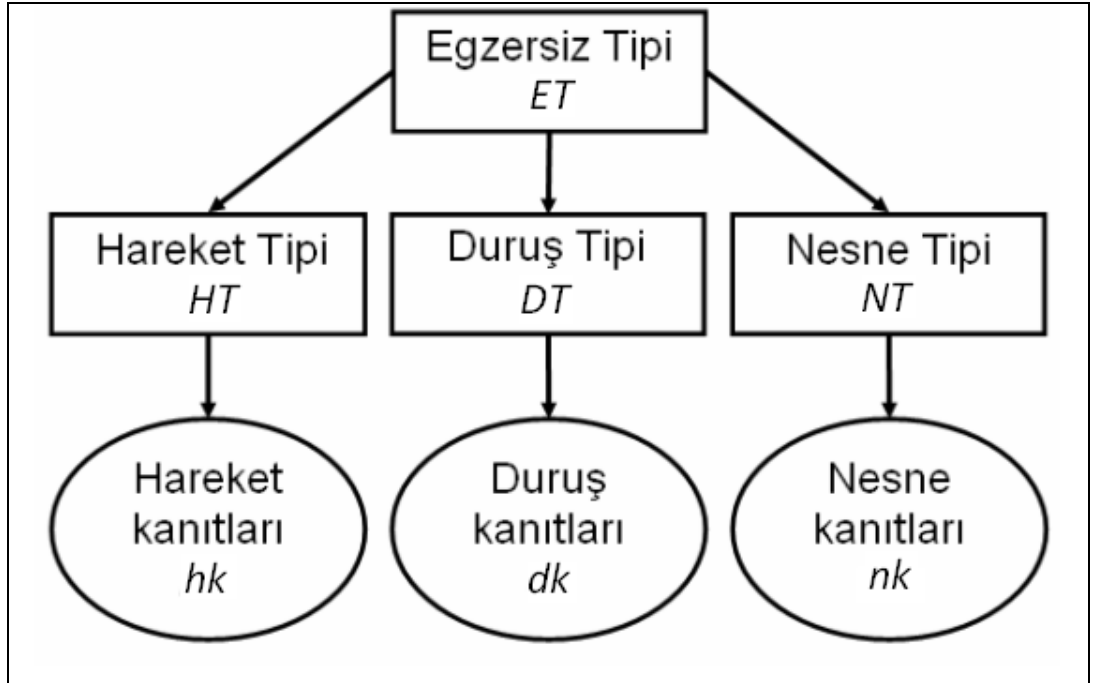 Egzersiz Tipi
ET
Hareket Tipi
HT
Duruş Tipi
DT
Nesne Tipi
NT
Hareket
kanıtları
hk
Duruş
kanıtları
dk
Nesne
kanıtları
nk